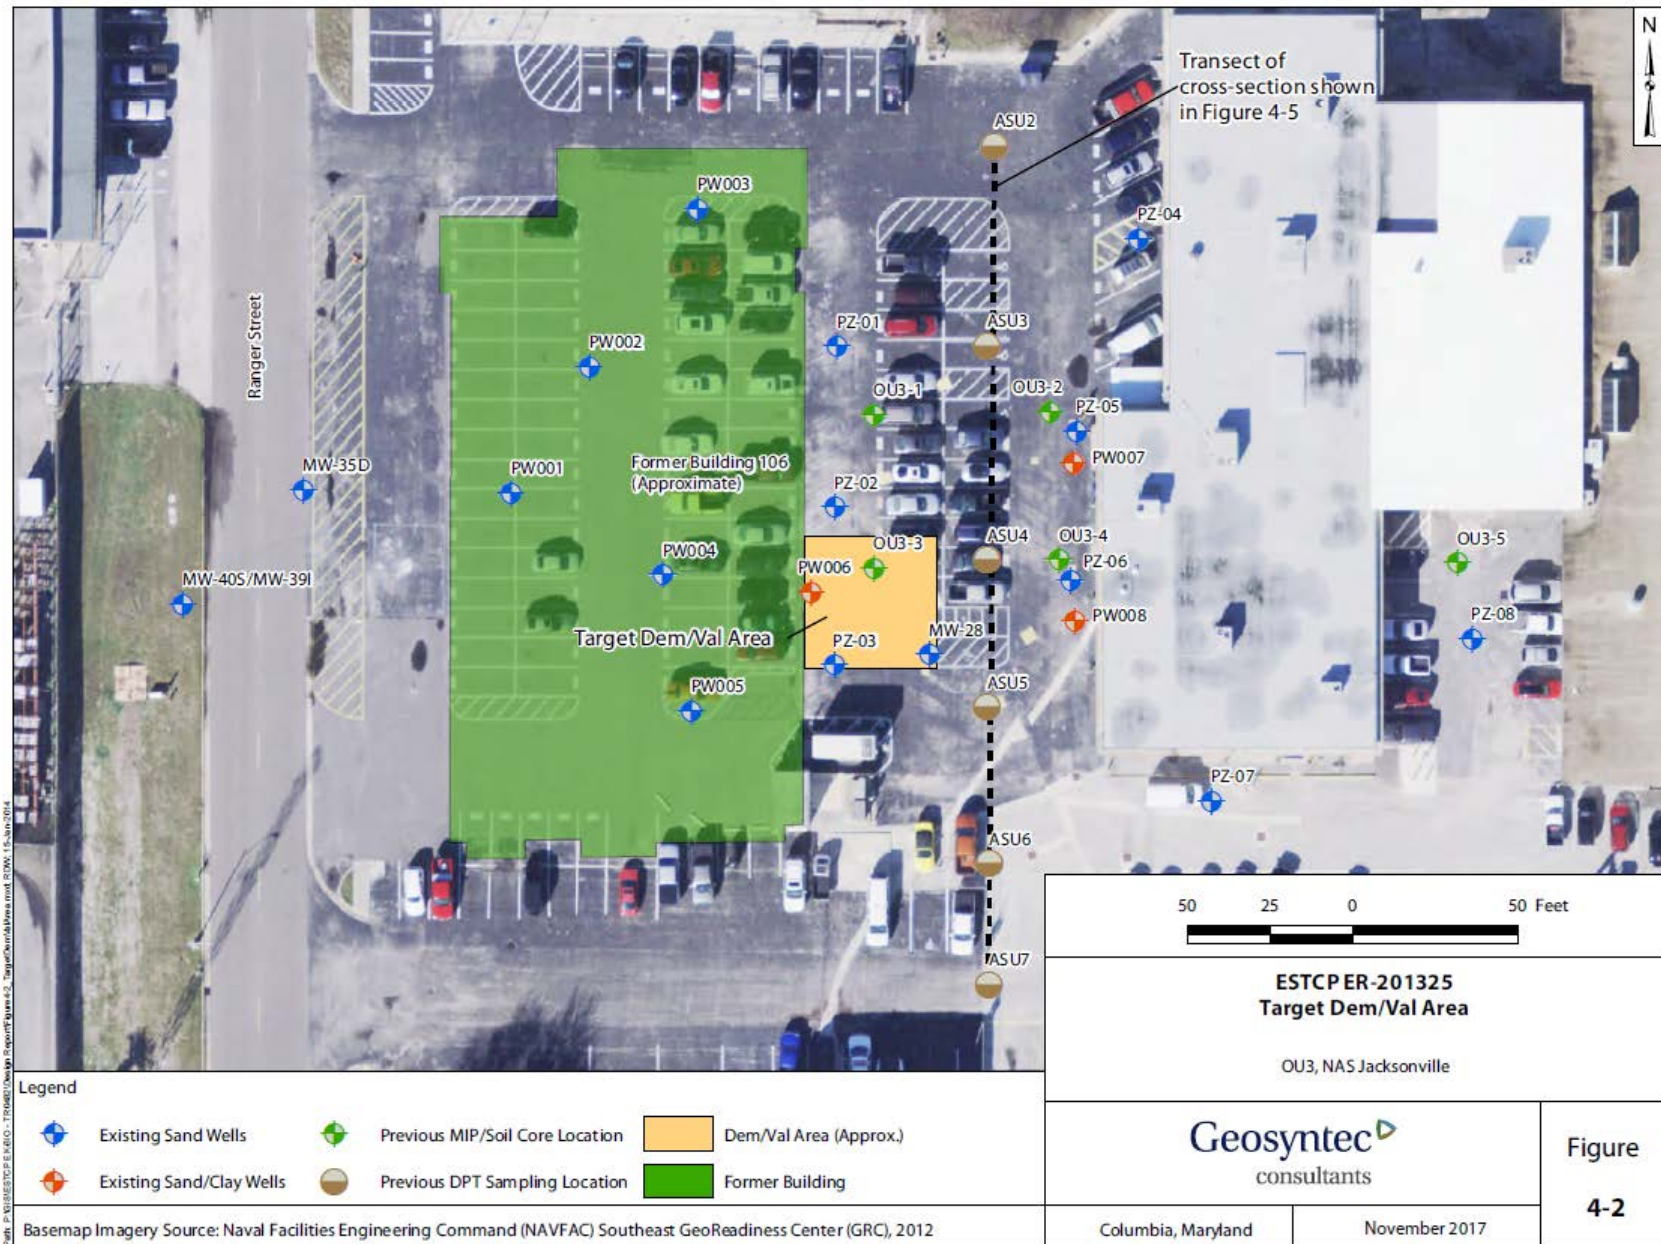 N
Transect of
cross-section shown
in Figure 4-5
ASU2
PW003
PZ-04
Ranger Street
PZ-01
ASU3
PW002
OU3-1
OU3-2
PZ-05
PW007
MW-35D
PW001
Former Building 106
(Approximate)
PZ-02
OU3-3
ASU4
OU3-4
OU3-5
PW004
PW006
PZ-06
MW-40S/MW-39I
PW008
PZ-08
Target Dem/Val Area
PZ-03
MW-28
PW005
ASU5
PZ-07
ASU6
ASU7
50 25 0 50 Feet
ESTCP ER-201325
Target Dem/Val Area
OU3, NAS Jacksonville
Legend
Existing Sand Wells
Previous MIP/Soil Core Location
Dem/Val Area (Approx.)
Existing Sand/Clay Wells
Previous DPT Sampling Location
Former Building
Geosyntec
consultants
Figure
4-2
Basemap Imagery Source: Naval Facilities Engineering Command (NAVFAC) Southeast GeoReadiness Center (GRC), 2012
Columbia, Maryland
November 2017